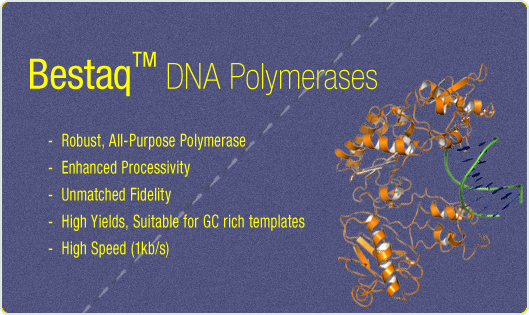 Bestaq™ DNA Polymerases
- Robust, All-Purpose Polymerase
- Enhanced Processivity
- Unmatched Fidelity
- High Yields, Suitable for GC rich templates
- High Speed (1kb/s)